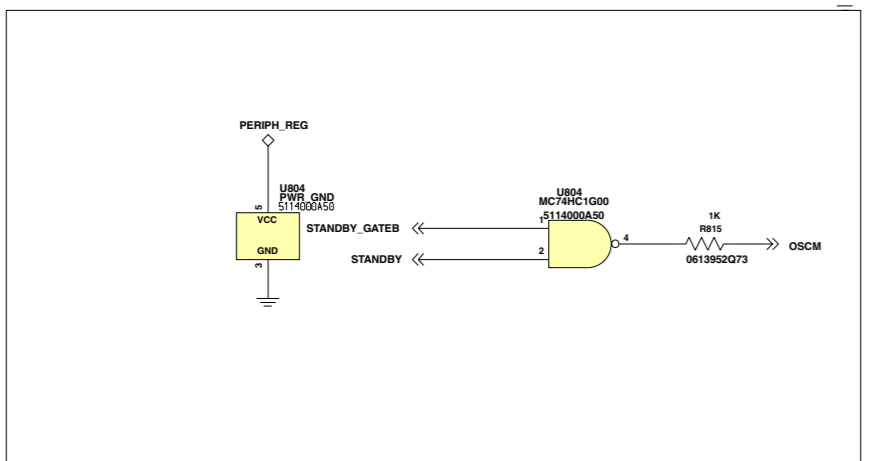 PERIPH_REG
U804
PWR_GND
5114000A50
5
VCC
GND
3
STANDBY_GATEB
STANDBY
U804
MC74HC1G00
5114000A50
1
2
4
1K
R815
0613952Q73
OSCM